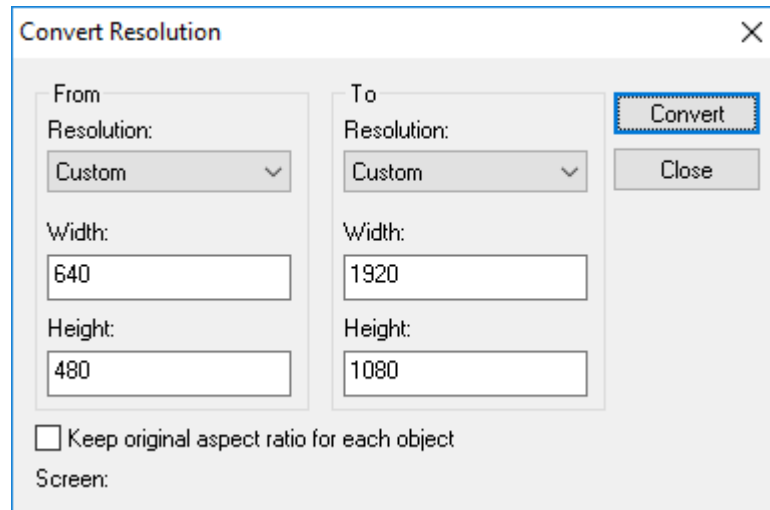 Convert Resolution
From
Resolution:
Custom
Width:
640
Height:
480
To
Resolution:
Custom
Width:
1920
Height:
1080
Convert
Close
Keep original aspect ratio for each object
Screen: